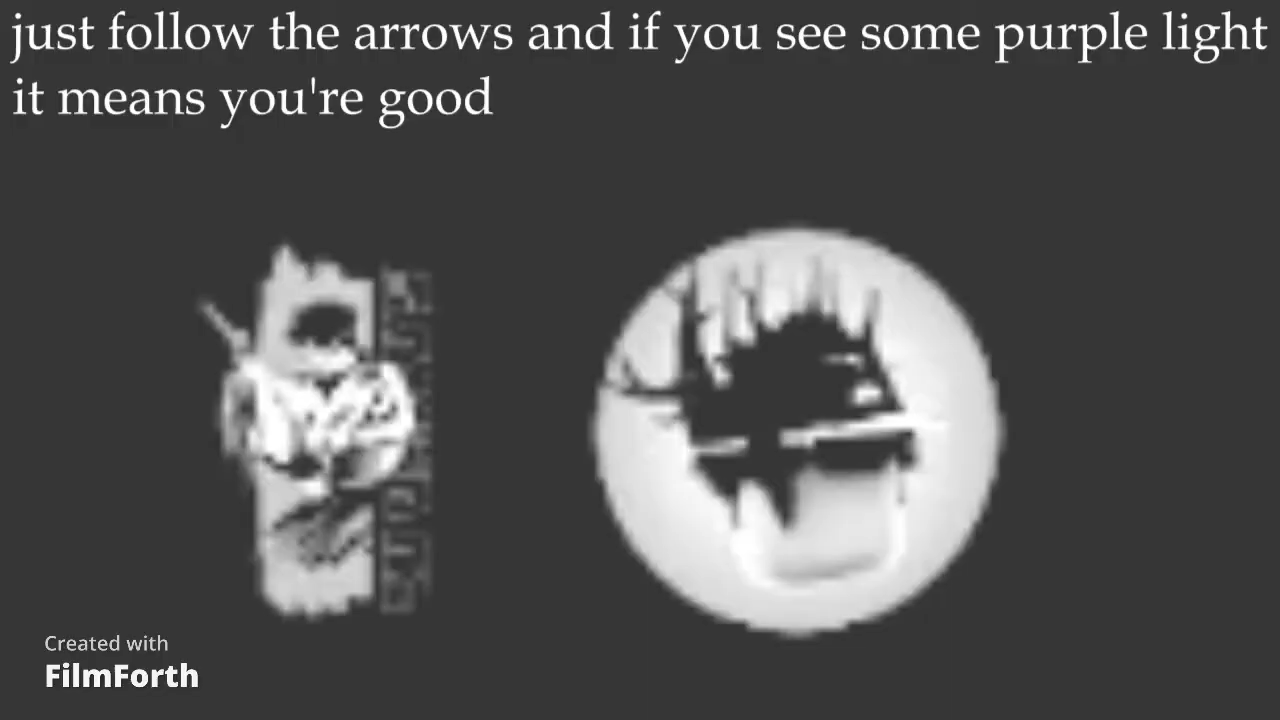 just follow the arrows and if you see some purple light
it means you're good
Created with
FilmForth